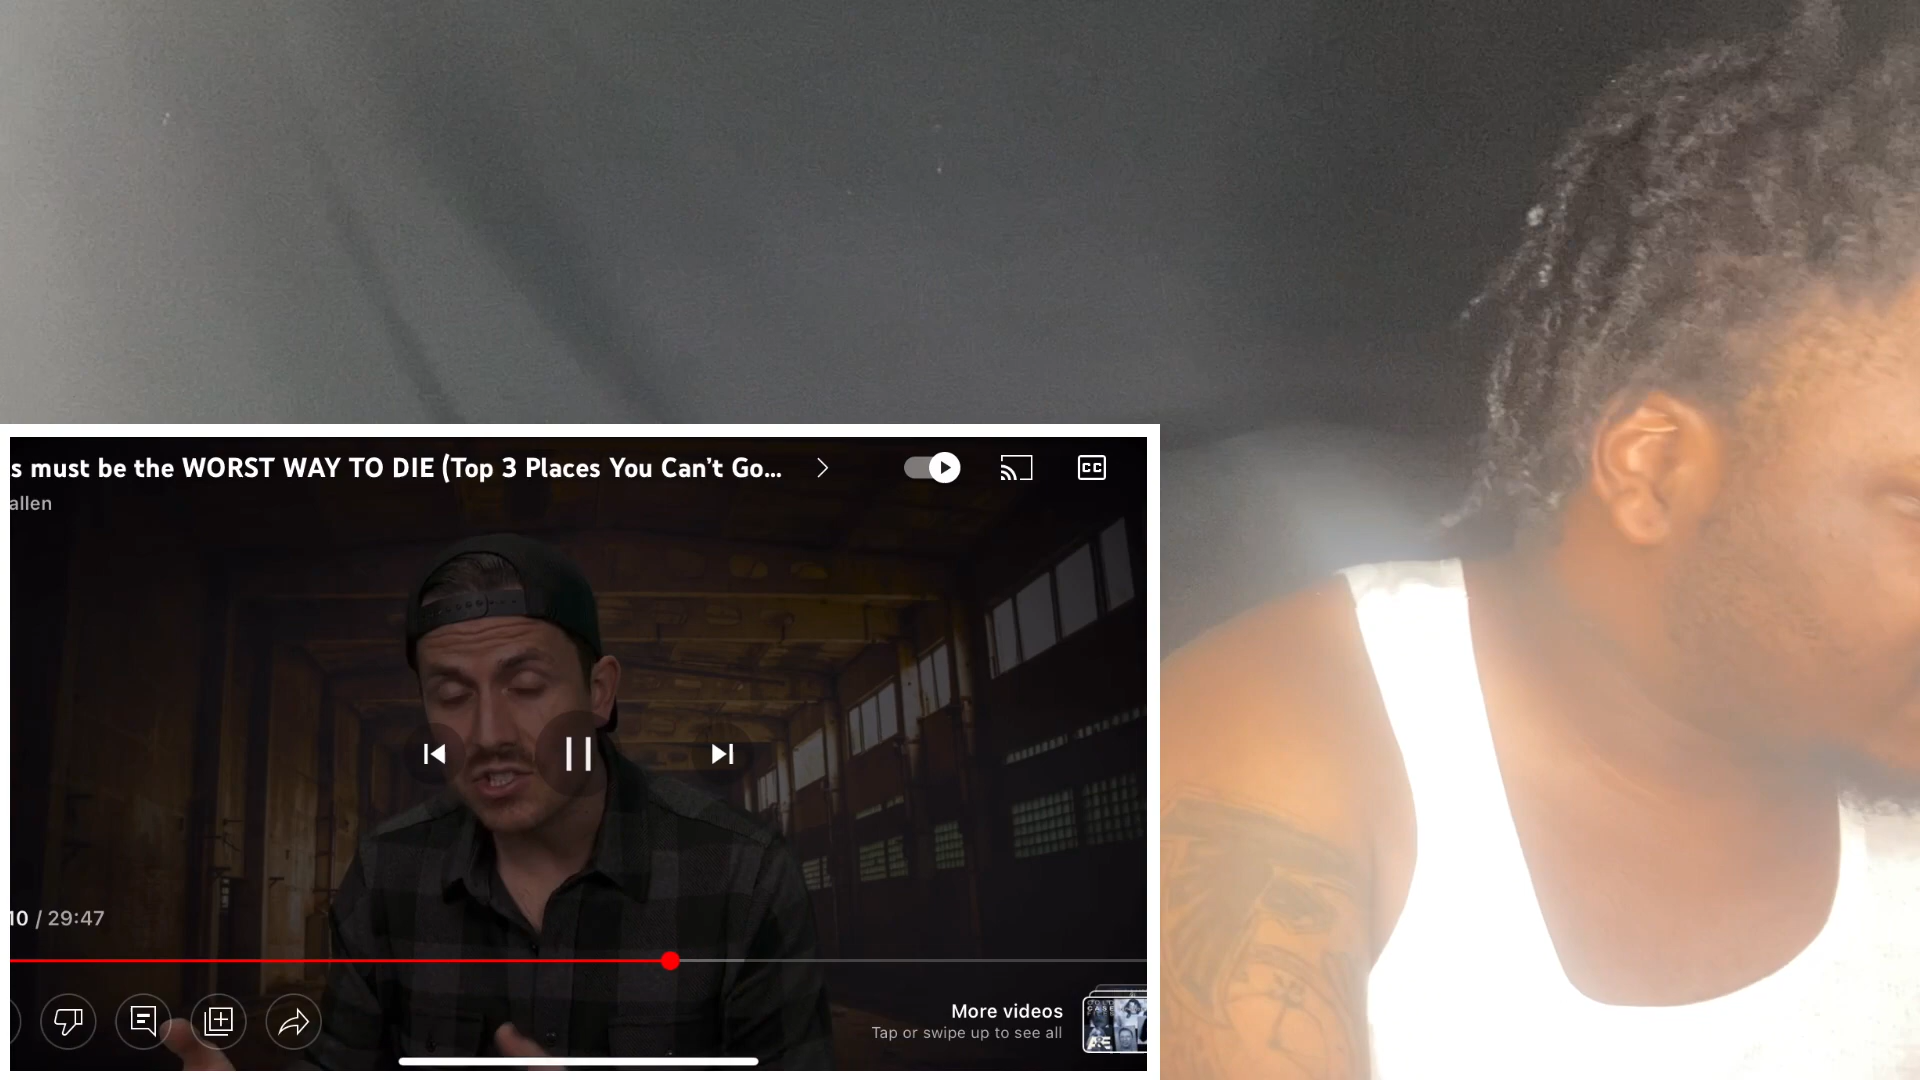 s must be the WORST WAY TO DIE (Top 3 Places You Can’t Go...
allen
CC
10 / 29:47
More videos
Tap or swipe up to see all